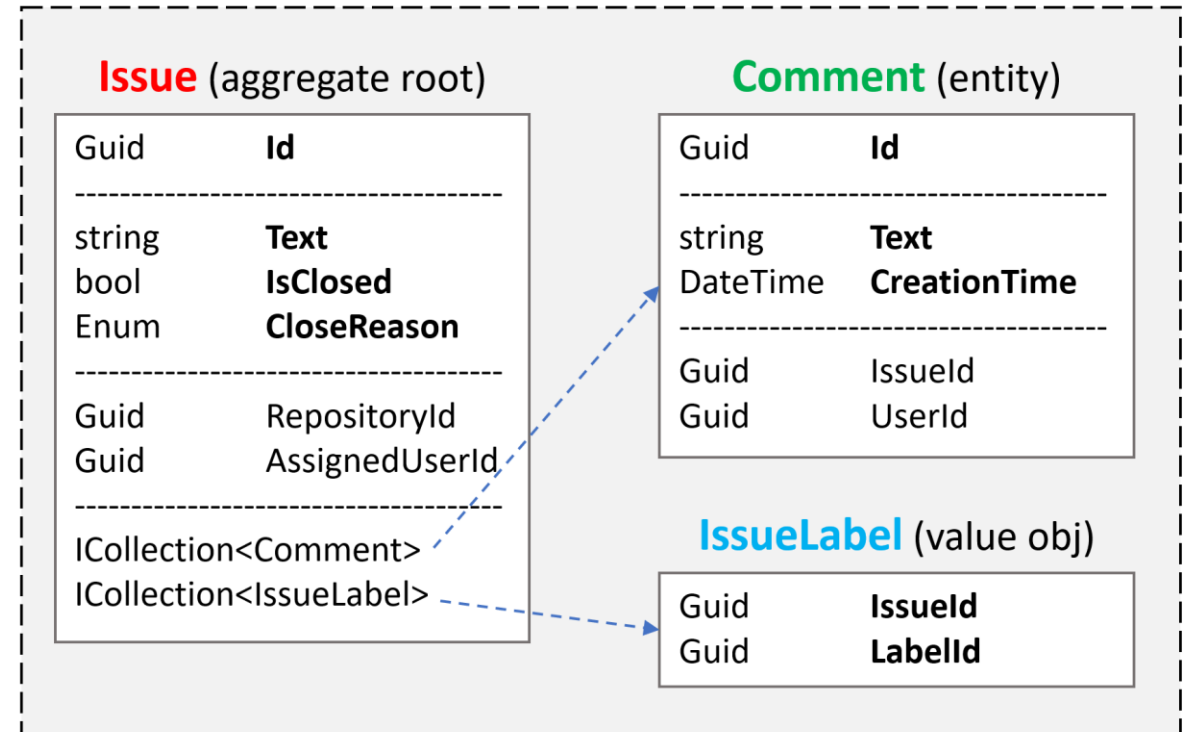 Issue (aggregate root)
Guid Id
----------------------------------------
string Text
bool IsClosed
Enum CloseReason
----------------------------------------
Guid RepositoryId
Guid AssignedUserId
----------------------------------------
ICollection<Comment>
ICollection<IssueLabel>
Comment (entity)
Guid Id
----------------------------------------
string Text
DateTime CreationTime
----------------------------------------
Guid IssueId
Guid UserId
IssueLabel (value obj)
Guid IssueId
Guid LabelId